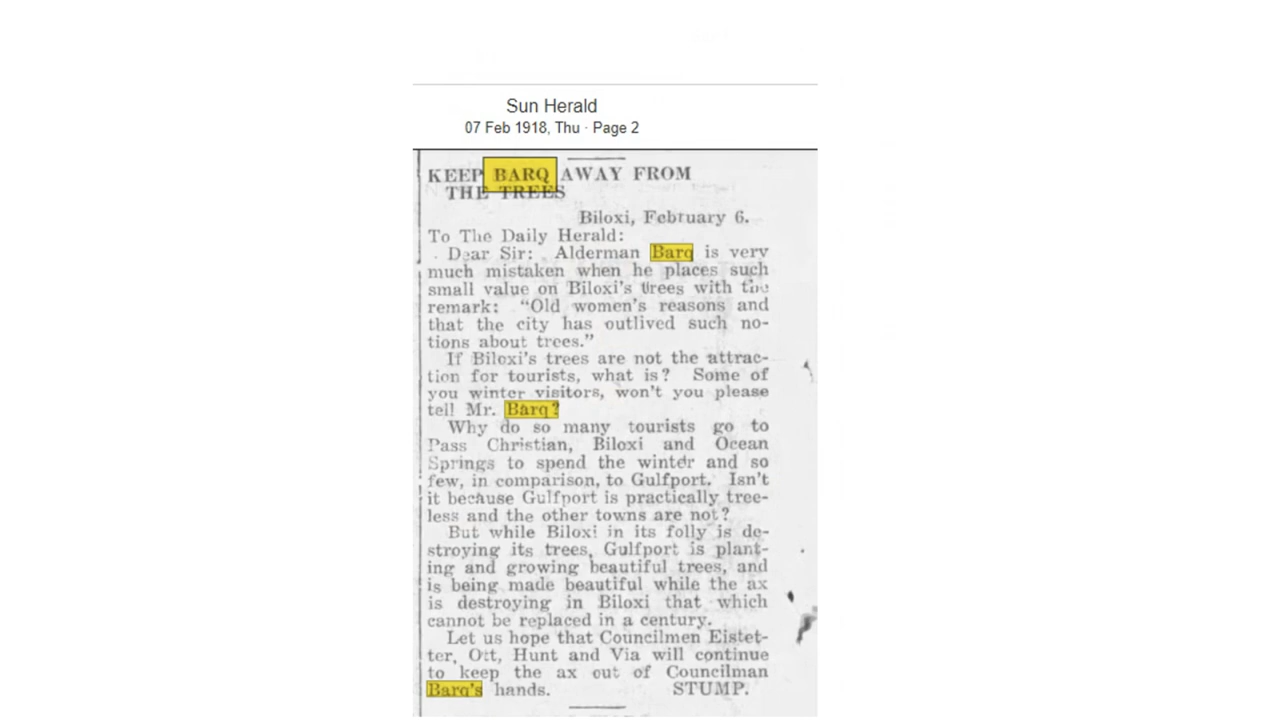 Sun Herald
07 Feb 1918, Thu · Page 2
KEEP BARQ AWAY FROM
THE TREES
Biloxi, February 6.
To The Daily Herald:
Dear Sir: Alderman Barq is very
much mistaken when he places such
small value on Biloxi's trees with the
remark: “Old women's reasons and
that the city has outlived such no-
tions about trees.”
If Biloxi's trees are not the attrac-
tion for tourists, what is? Some of
you winter visitors, won't you please
tell Mr. Barq?
Why do so many tourists go to
Pass Christian, Biloxi and Ocean
Springs to spend the winter and so
few, in comparison, to Gulfport. Isn't
it because Gulfport is practically tree-
less and the other towns are not?
But while Biloxi in its folly is de-
stroying its trees, Gulfport is plant-
ing and growing beautiful trees, and
is being made beautiful while the ax
is destroying in Biloxi that which
cannot be replaced in a century.
Let us hope that Councilmen Eistet-
ter, Ott, Hunt and Via will continue
to keep the ax out of Councilman
Barq's hands. STUMP.